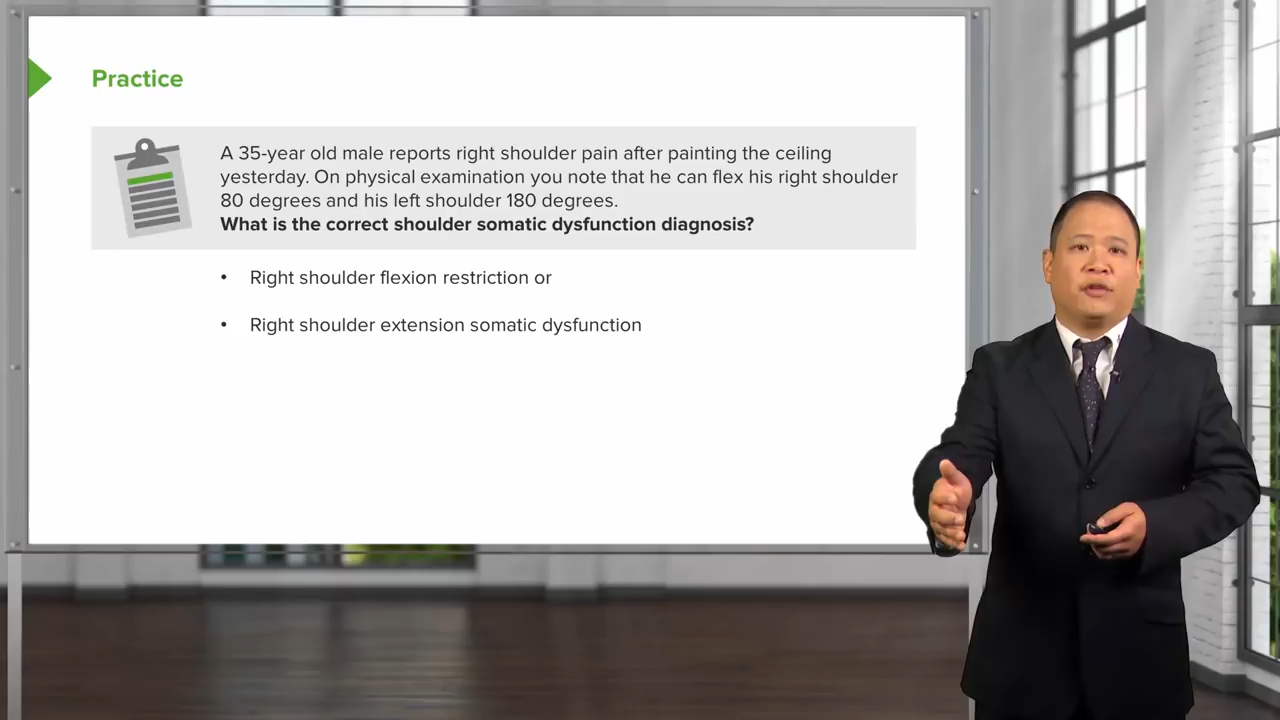 Practice
A 35-year old male reports right shoulder pain after painting the ceiling
yesterday. On physical examination you note that he can flex his right shoulder
80 degrees and his left shoulder 180 degrees.
What is the correct shoulder somatic dysfunction diagnosis?
• Right shoulder flexion restriction or
• Right shoulder extension somatic dysfunction